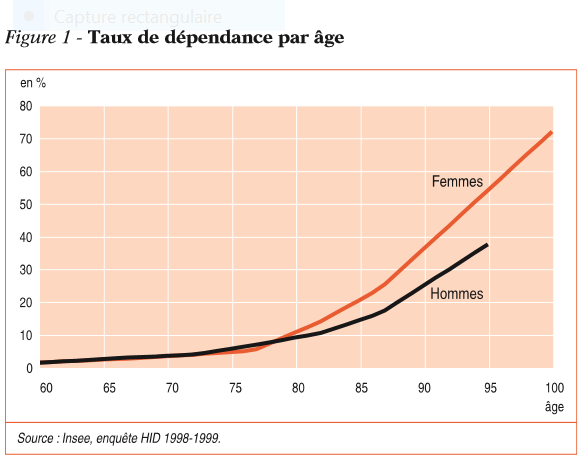 Capture rectangulaire
Figure 1 - Taux de dépendance par âge
en %
80
70
60
50
40
30
20
10
0
Femmes
Hommes
60 65 70 75 80 85 90 95 100
âge
Source : Insee, enquête HID 1998-1999.